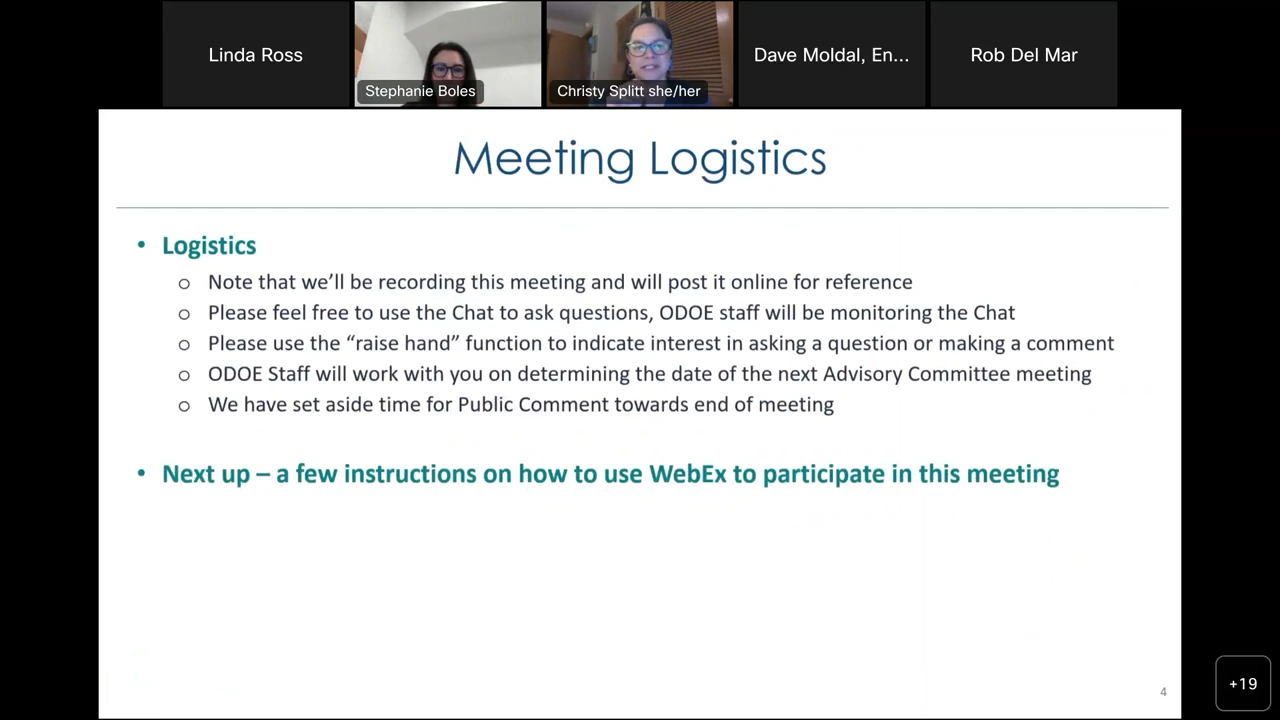 Linda Ross
Stephanie Boles
Christy Splitt she/her
Dave Moldal, En...
Rob Del Mar
Meeting Logistics
• Logistics
o Note that we’ll be recording this meeting and will post it online for reference
o Please feel free to use the Chat to ask questions, ODOE staff will be monitoring the Chat
o Please use the “raise hand” function to indicate interest in asking a question or making a comment
o ODOE Staff will work with you on determining the date of the next Advisory Committee meeting
o We have set aside time for Public Comment towards end of meeting
• Next up – a few instructions on how to use WebEx to participate in this meeting
4
+19